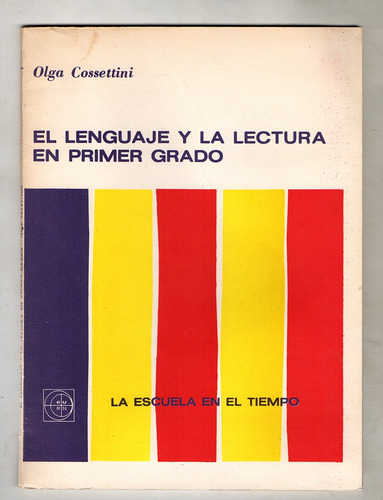 Olga Cossettini
EL LENGUAJE Y LA LECTURA
EN PRIMER GRADO
LA ESCUELA EN EL TIEMPO